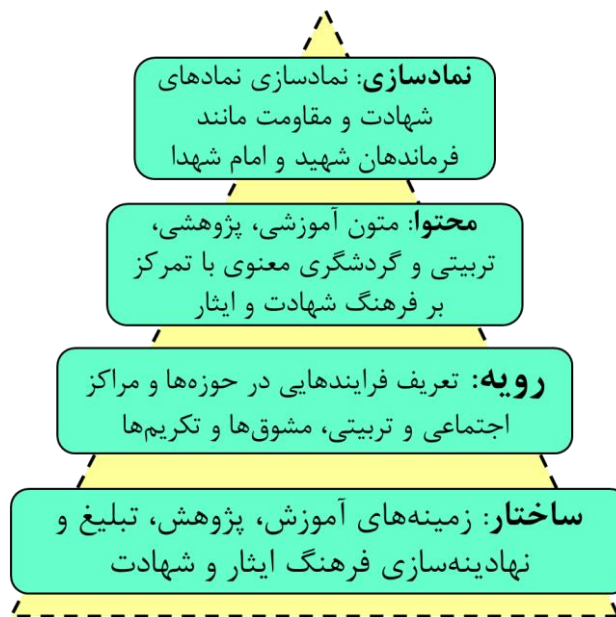 نمادسازی: نمادسازی نمادهای
شهادت و مقاومت مانند
فرماندهان شهید و امام شهدا
محتوا: متون آموزشی، پژوهشی،
تربیتی و گردشگری معنوی با تمرکز
بر فرهنگ شهادت و ایثار
رویه: تعریف فرایندهایی در حوزه‌ها و مراکز
اجتماعی و تربیتی، مشوق‌ها و تکریم‌ها
ساختار: زمینه‌های آموزش، پژوهش، تبلیغ و
نهادینه‌سازی فرهنگ ایثار و شهادت